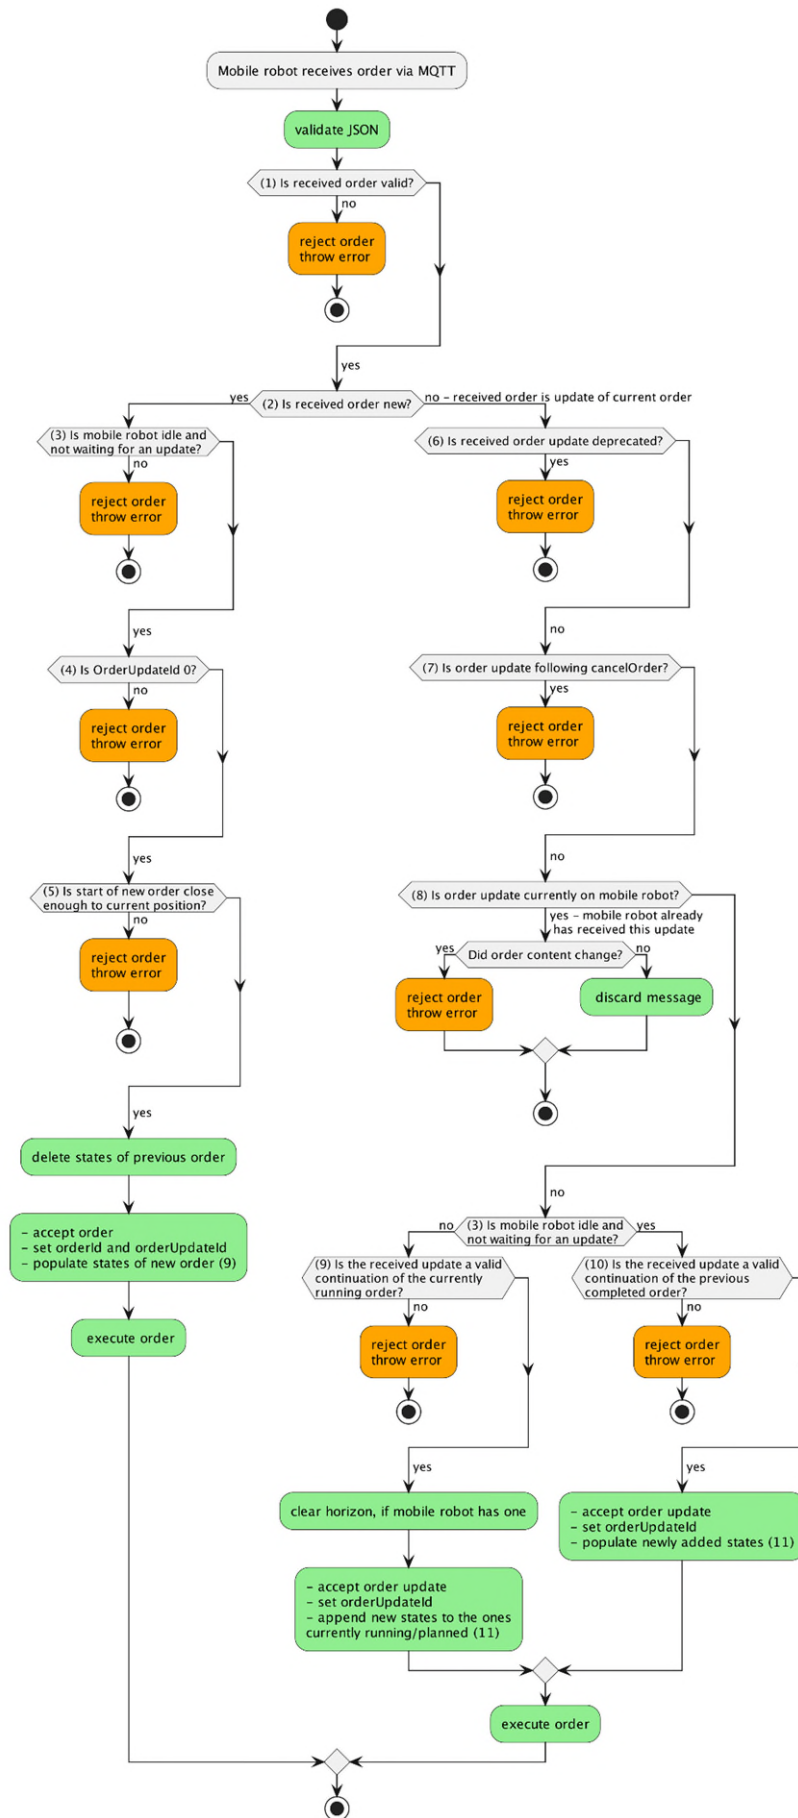 Mobile robot receives order via MQTT
validate JSON
(1) Is received order valid?
no
reject order
throw error
yes
yes
(2) Is received order new?
no – received order is update of current order
(3) Is mobile robot idle and
not waiting for an update?
no
reject order
throw error
yes
(4) Is OrderUpdateId 0?
no
reject order
throw error
yes
(5) Is start of new order close
enough to current position?
no
reject order
throw error
yes
delete states of previous order
- accept order
- set orderId and orderUpdateId
- populate states of new order (9)
execute order
(6) Is received order update deprecated?
yes
reject order
throw error
no
(7) Is order update following cancelOrder?
yes
reject order
throw error
no
(8) Is order update currently on mobile robot?
yes – mobile robot already
has received this update
yes
Did order content change?
no
reject order
throw error
discard message
no
no
(3) Is mobile robot idle and
not waiting for an update?
yes
(9) Is the received update a valid
continuation of the currently
running order?
no
reject order
throw error
yes
clear horizon, if mobile robot has one
- accept order update
- set orderUpdateId
- append new states to the ones
currently running/planned (11)
(10) Is the received update a valid
continuation of the previous
completed order?
no
reject order
throw error
yes
- accept order update
- set orderUpdateId
- populate newly added states (11)
execute order